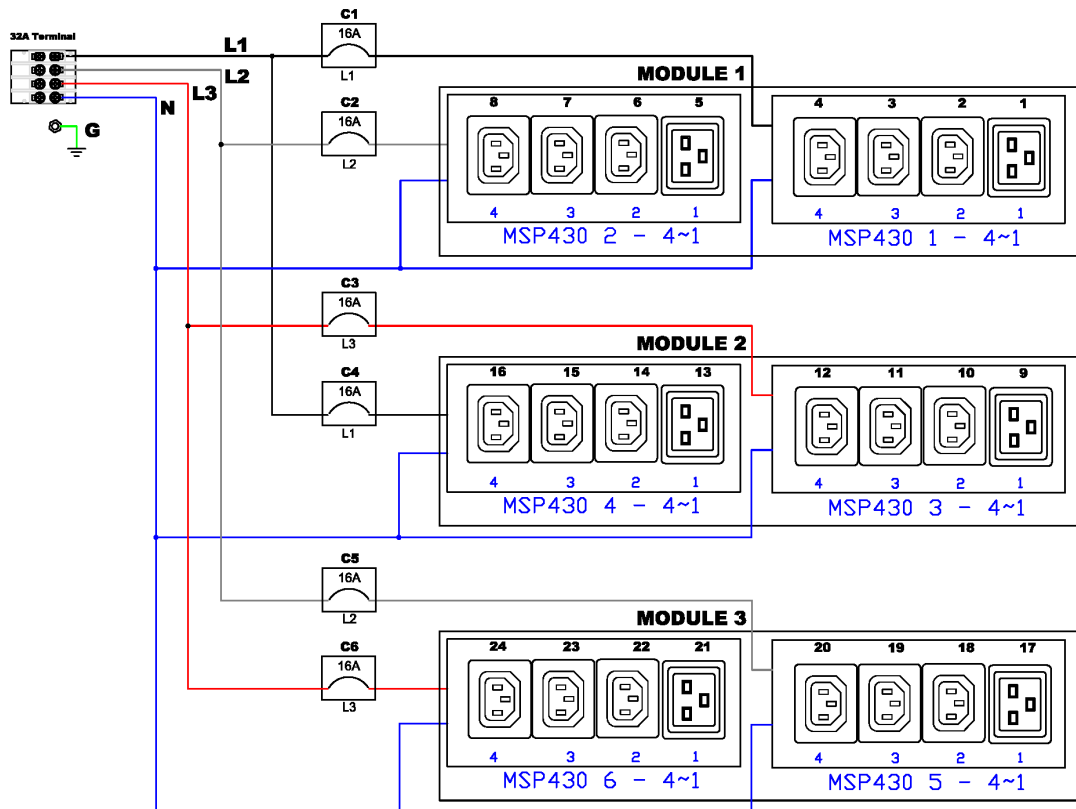 32A Terminal
L1
L2
L3
N
G
C1
16A
L1
C2
16A
L2
MODULE 1
8 7 6 5 4 3 2 1
4 3 2 1 4 3 2 1
MSP430 2 - 4~1 MSP430 1 - 4~1
C3
16A
L3
C4
16A
L1
MODULE 2
16 15 14 13 12 11 10 9
4 3 2 1 4 3 2 1
MSP430 4 - 4~1 MSP430 3 - 4~1
C5
16A
L2
C6
16A
L3
MODULE 3
24 23 22 21 20 19 18 17
4 3 2 1 4 3 2 1
MSP430 6 - 4~1 MSP430 5 - 4~1